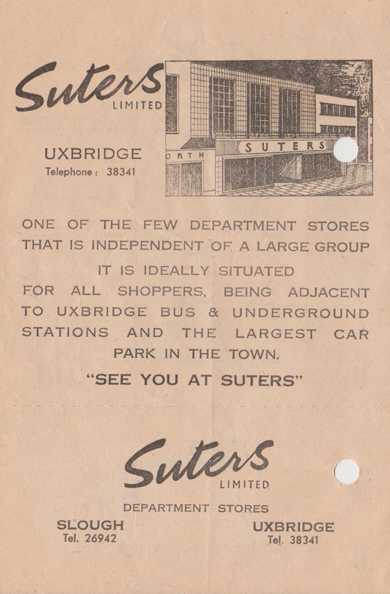 Suters
LIMITED
UXBRIDGE
Telephone: 38341
ORTH
SUTERS
ONE OF THE FEW DEPARTMENT STORES
THAT IS INDEPENDENT OF A LARGE GROUP
IT IS IDEALLY SITUATED
FOR ALL SHOPPERS, BEING ADJACENT
TO UXBRIDGE BUS & UNDERGROUND
STATIONS AND THE LARGEST CAR
PARK IN THE TOWN.
"SEE YOU AT SUTERS"
Suters
LIMITED
DEPARTMENT STORES
SLOUGH UXBRIDGE
Tel. 26942 Tel. 38341